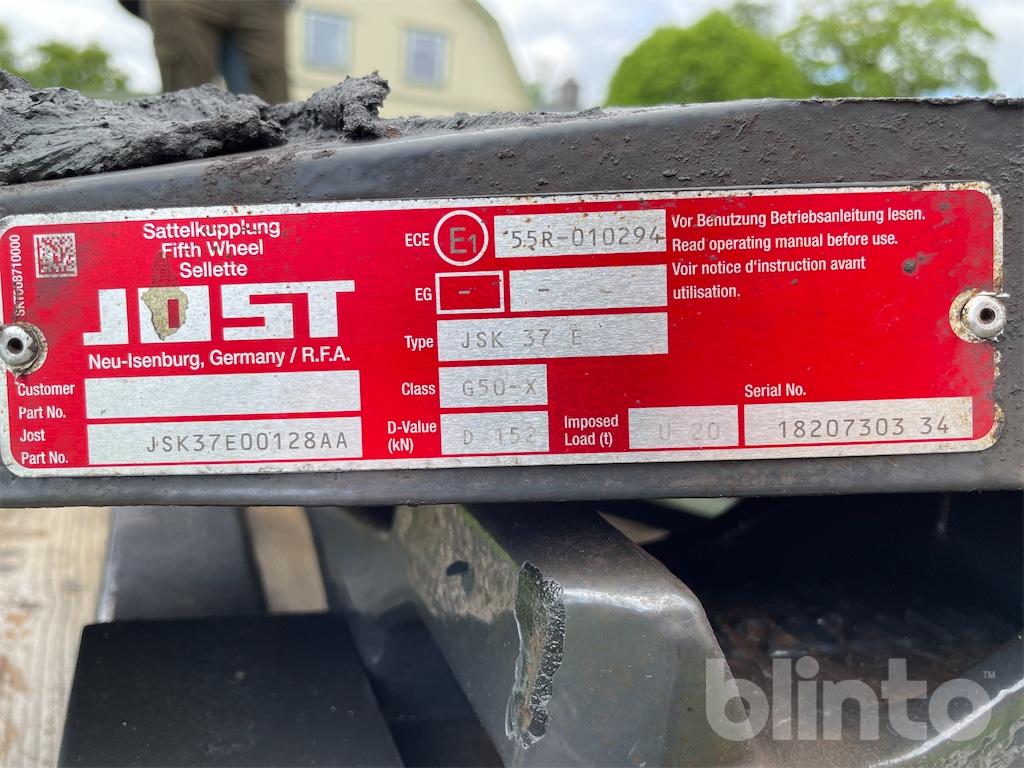 Sattelkupplung
Fifth Wheel
Sellette
JOST
Neu-Isenburg, Germany / R.F.A.
Customer
Part No.
Jost
Part No.
JSK37E00128AA
ECE
E1
55R-010294
EG
-
- -
Type
JSK 37 E
Class
G50-X
D-Value
(kN)
D 152
Imposed
Load (t)
U 20
Serial No.
18207303 34
Vor Benutzung Betriebsanleitung lesen.
Read operating manual before use.
Voir notice d'instruction avant
utilisation.
blinto™